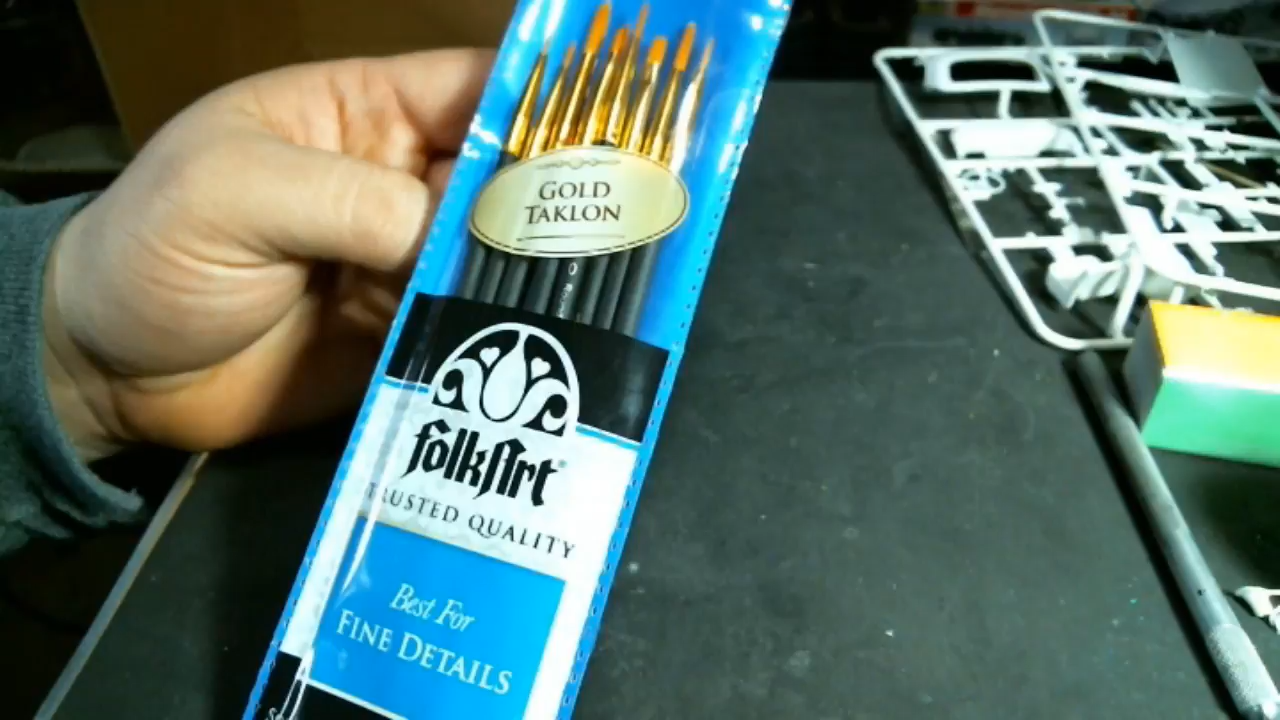 GOLD
TAKLON
folkArt®
TRUSTED QUALITY
Best For
FINE DETAILS